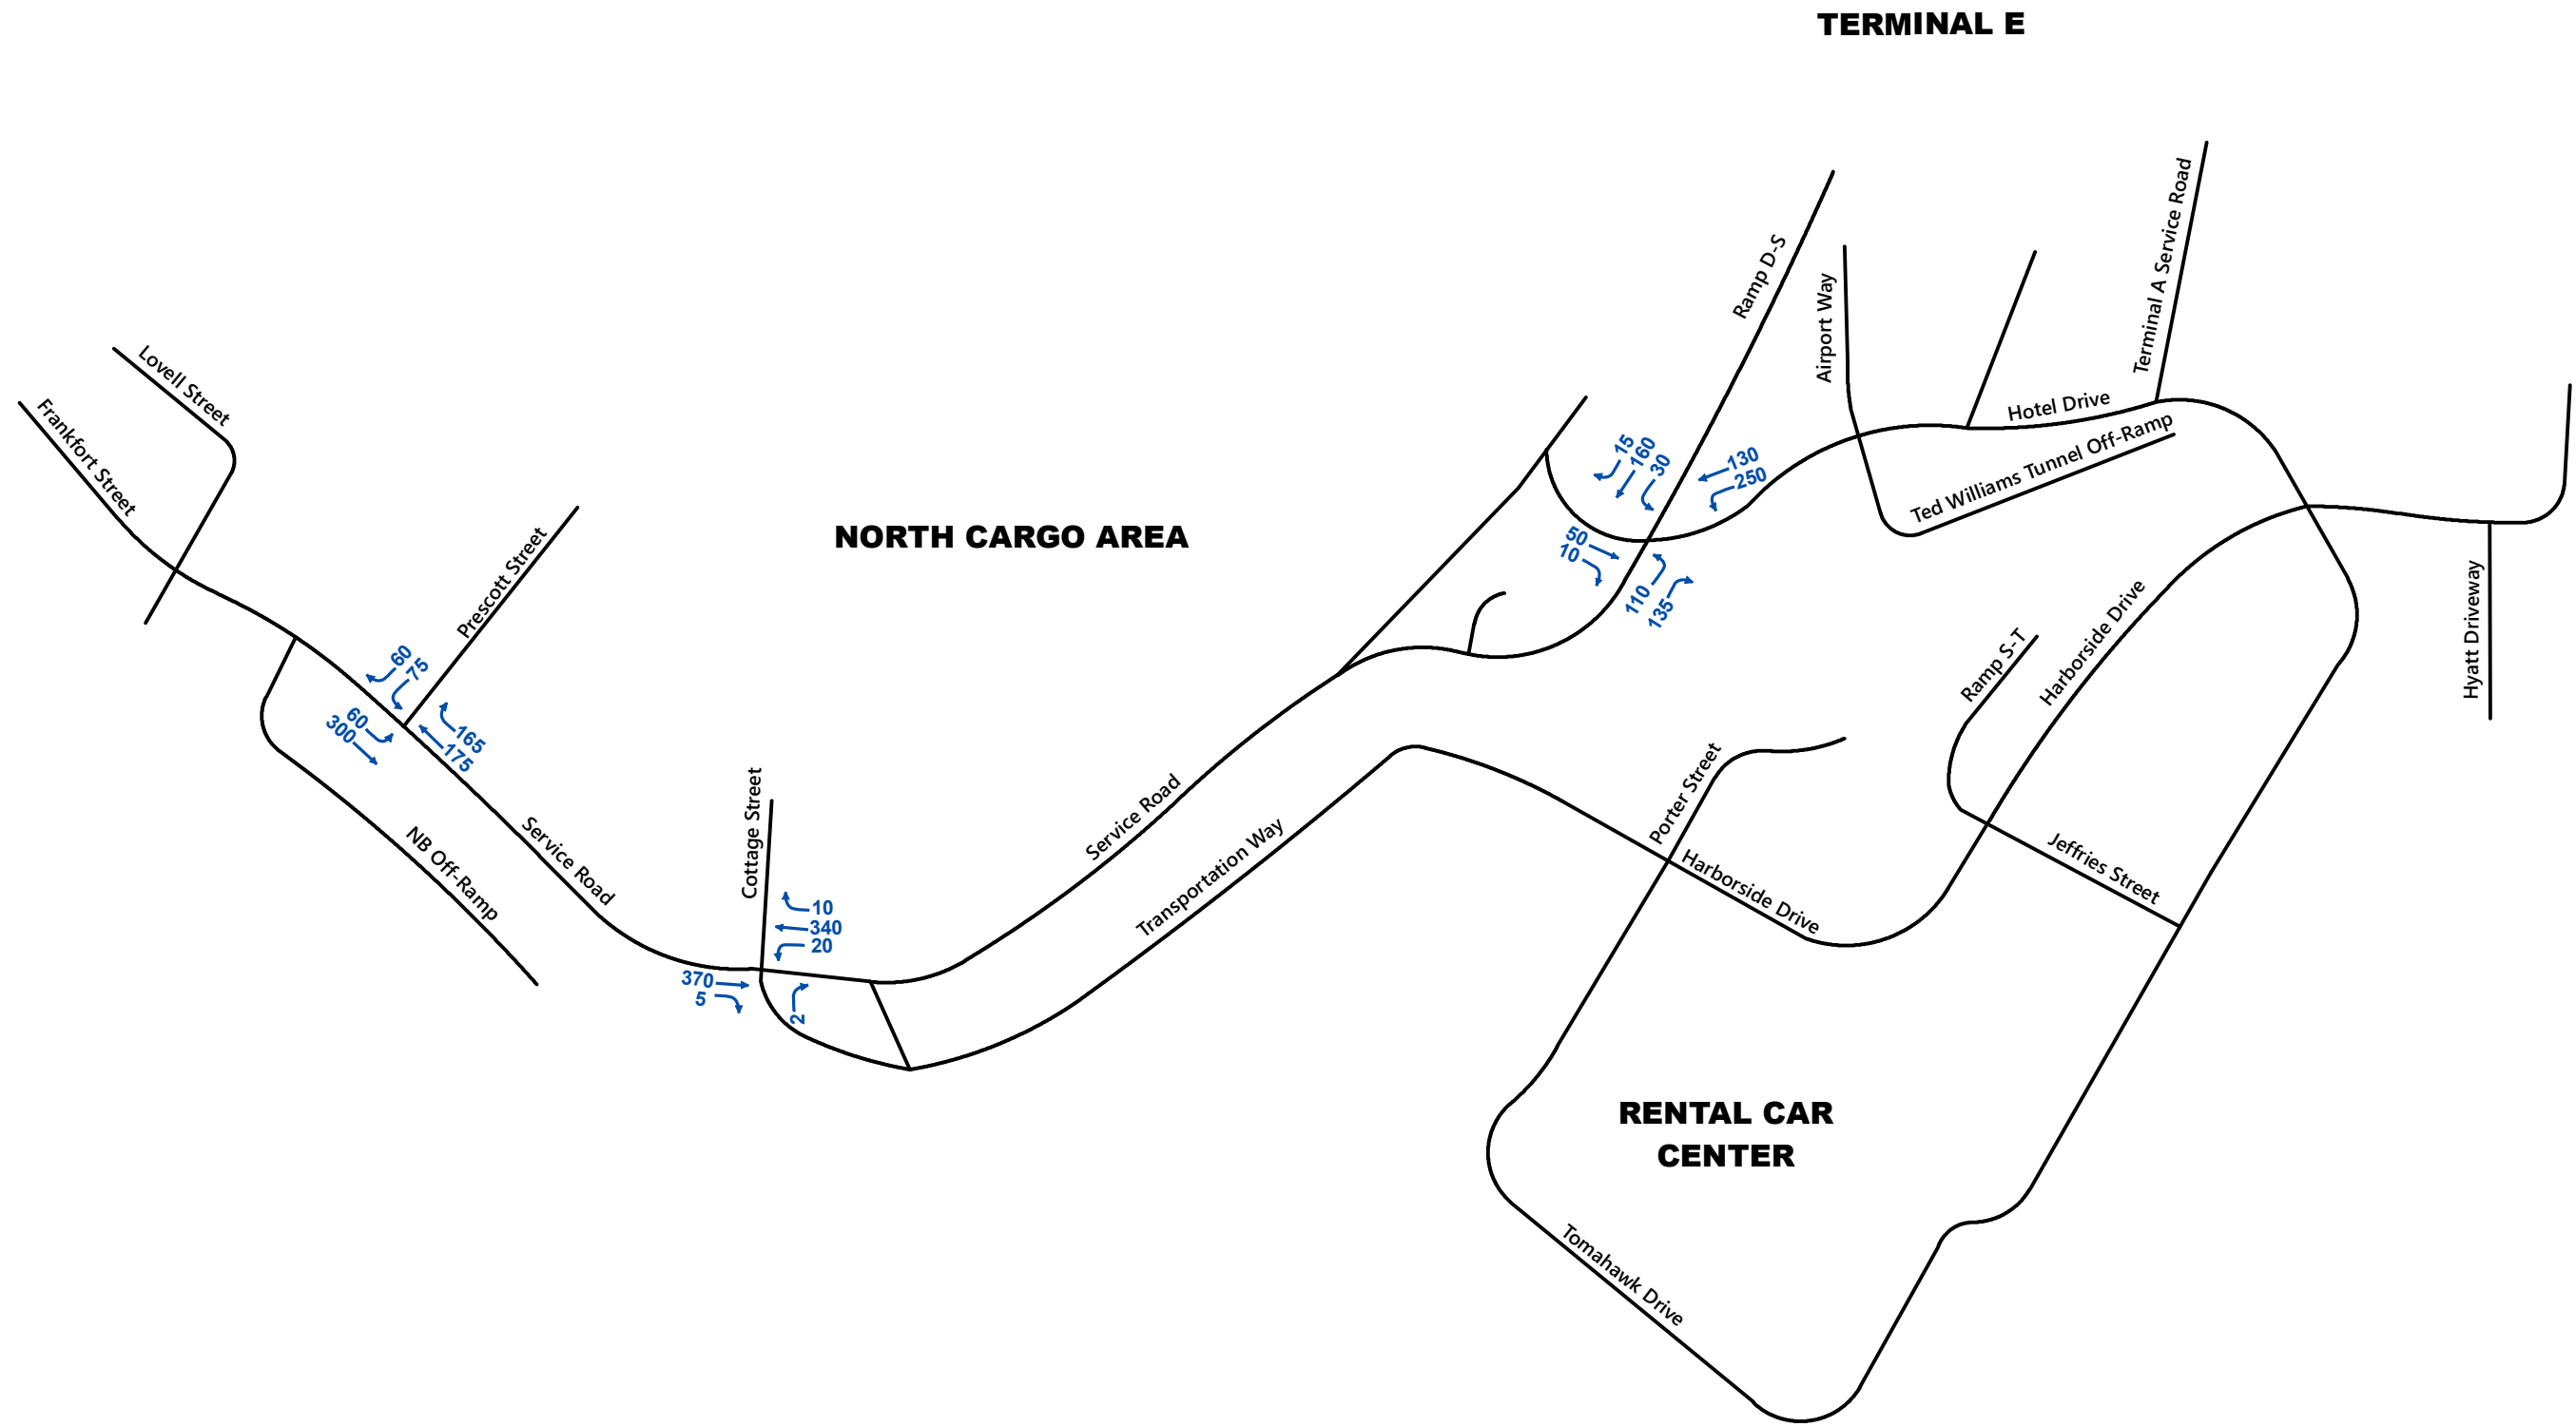 TERMINAL E
Terminal A Service Road
Ramp D-S
Airport Way
Lovell Street
Frankfort Street
Hotel Drive
Ted Williams Tunnel Off-Ramp
15
160
30
130
250
50
10
110
135
NORTH CARGO AREA
Prescott Street
60
75
60
300
165
175
Hyatt Driveway
Harborside Drive
Ramp S-T
Porter Street
Harborside Drive
Jeffries Street
NB Off-Ramp
Service Road
Cottage Street
Service Road
Transportation Way
10
340
20
370
5
2
RENTAL CAR
CENTER
Tomahawk Drive